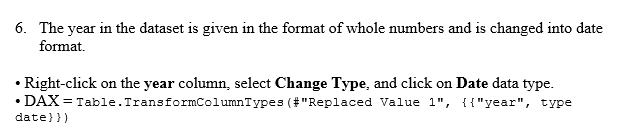 6. The year in the dataset is given in the format of whole numbers and is changed into date
format.
• Right-click on the year column, select Change Type, and click on Date data type.
• DAX = Table.TransformColumnTypes(#"Replaced Value 1", {{"year", type
date}})